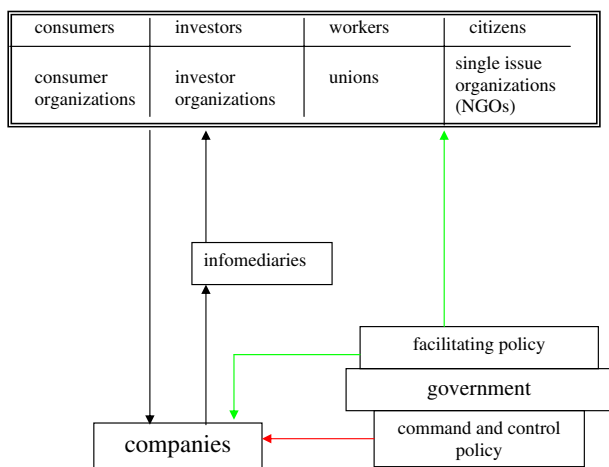 consumers investors workers citizens
consumer organizations
investor organizations
unions
single issue organizations (NGOs)
infomediaries
facilitating policy
government
command and control policy
companies